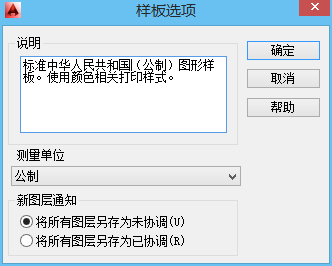 样板选项
说明
标准中华人民共和国(公制）图形样
板。使用颜色相关打印样式。
确定
取消
帮助
测量单位
公制
新图层通知
将所有图层另存为未协调(U)
将所有图层另存为已协调(R)